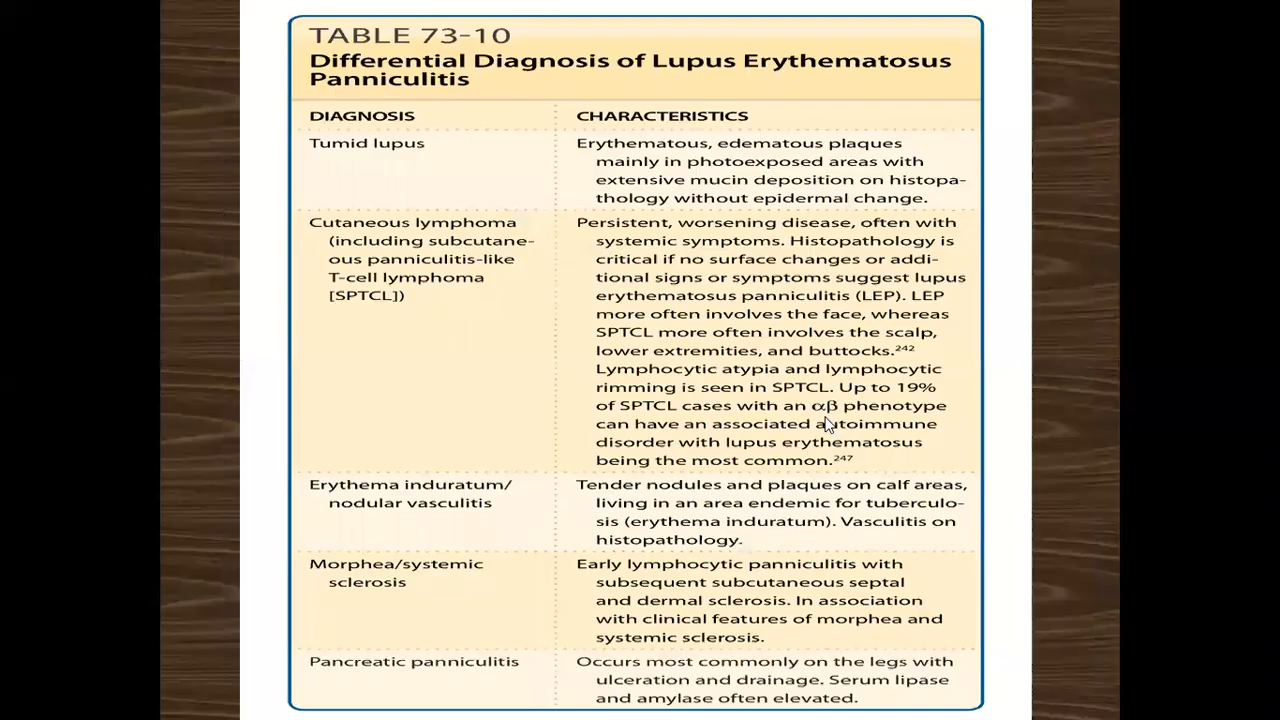 TABLE 73-10
Differential Diagnosis of Lupus Erythematosus
Panniculitis
DIAGNOSIS
CHARACTERISTICS
Tumid lupus
Erythematous, edematous plaques
mainly in photoexposed areas with
extensive mucin deposition on histopa-
thology without epidermal change.
Cutaneous lymphoma
(including subcutane-
ous panniculitis-like
T-cell lymphoma
[SPTCL])
Persistent, worsening disease, often with
systemic symptoms. Histopathology is
critical if no surface changes or addi-
tional signs or symptoms suggest lupus
erythematosus panniculitis (LEP). LEP
more often involves the face, whereas
SPTCL more often involves the scalp,
lower extremities, and buttocks.²⁴²
Lymphocytic atypia and lymphocytic
rimming is seen in SPTCL. Up to 19%
of SPTCL cases with an αβ phenotype
can have an associated autoimmune
disorder with lupus erythematosus
being the most common.²⁴⁷
Erythema induratum/
nodular vasculitis
Tender nodules and plaques on calf areas,
living in an area endemic for tuberculo-
sis (erythema induratum). Vasculitis on
histopathology.
Morphea/systemic
sclerosis
Early lymphocytic panniculitis with
subsequent subcutaneous septal
and dermal sclerosis. In association
with clinical features of morphea and
systemic sclerosis.
Pancreatic panniculitis
Occurs most commonly on the legs with
ulceration and drainage. Serum lipase
and amylase often elevated.